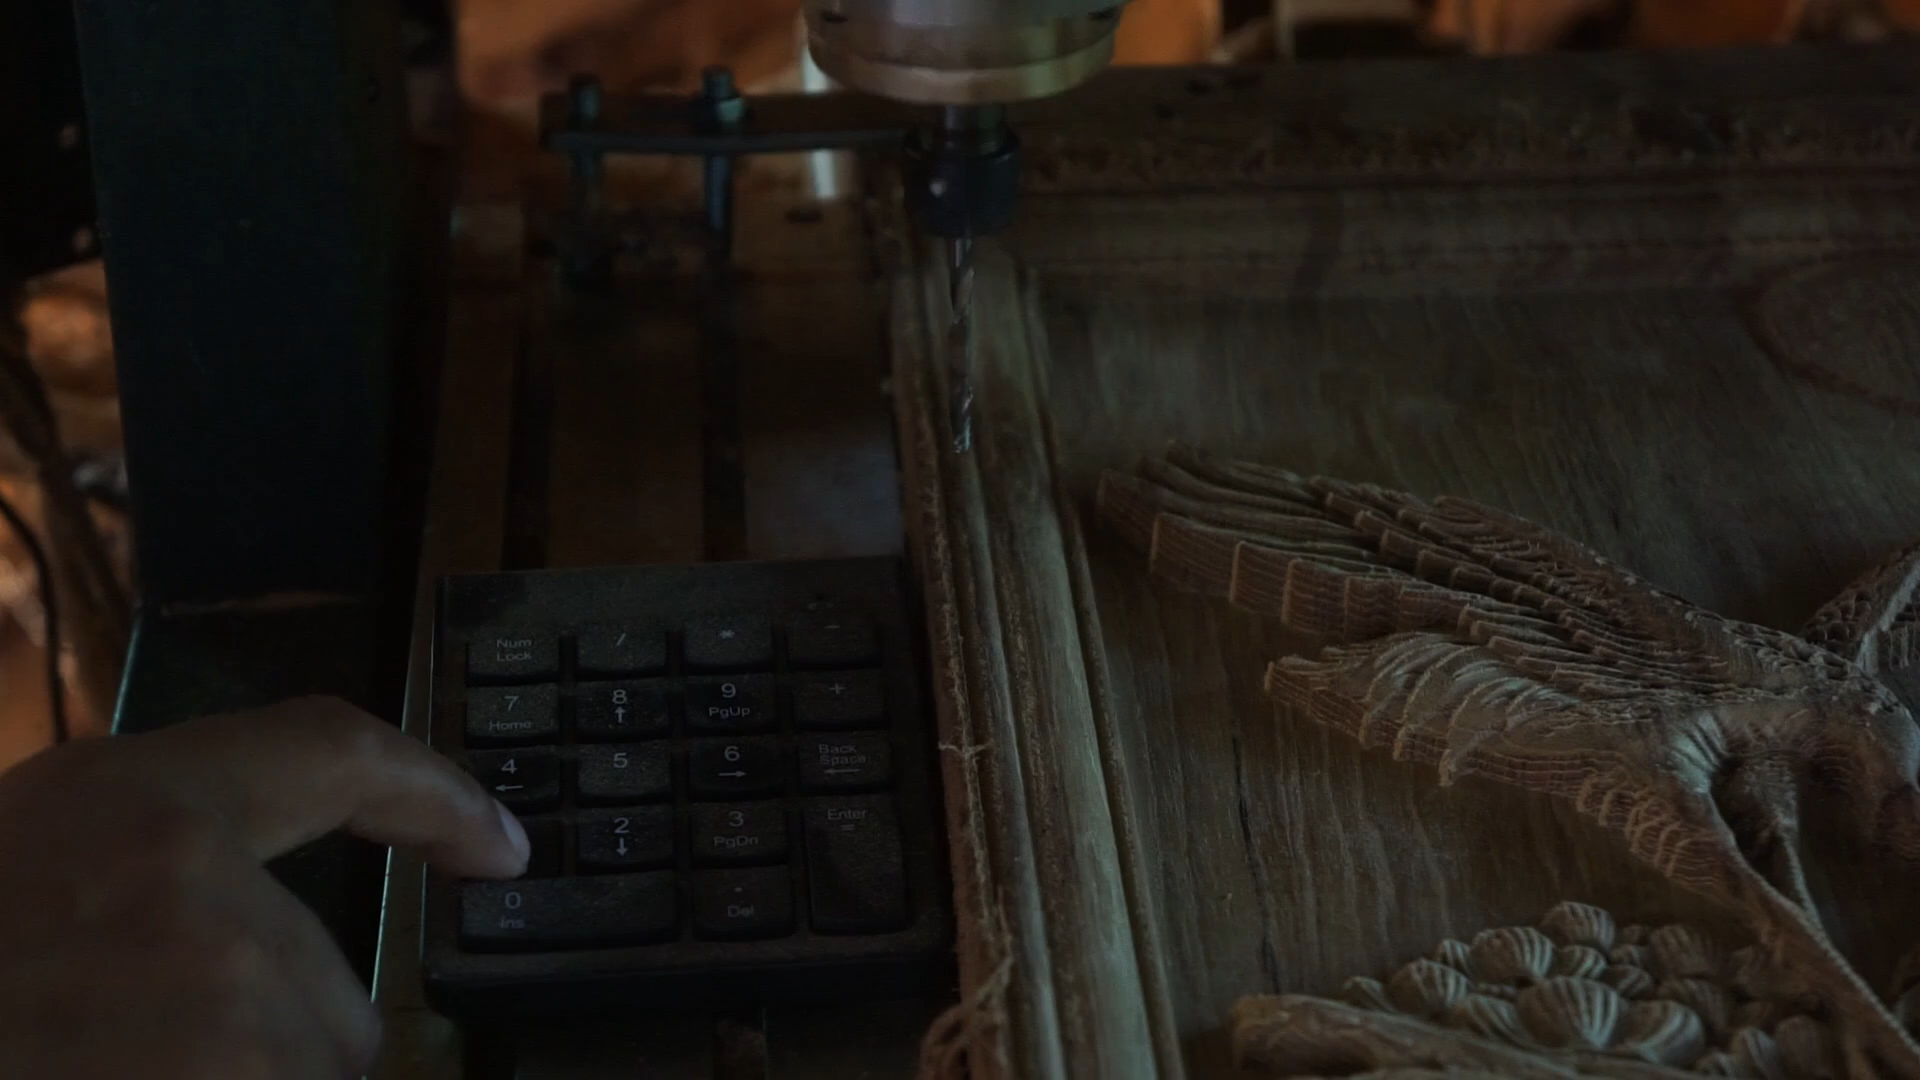 Num
Lock
/
*
-
7
Home
8
↑
9
PgUp
+
4
←
5
6
→
Back
Space
←
2
↓
3
PgDn
Enter
=
0
Ins
.
Del